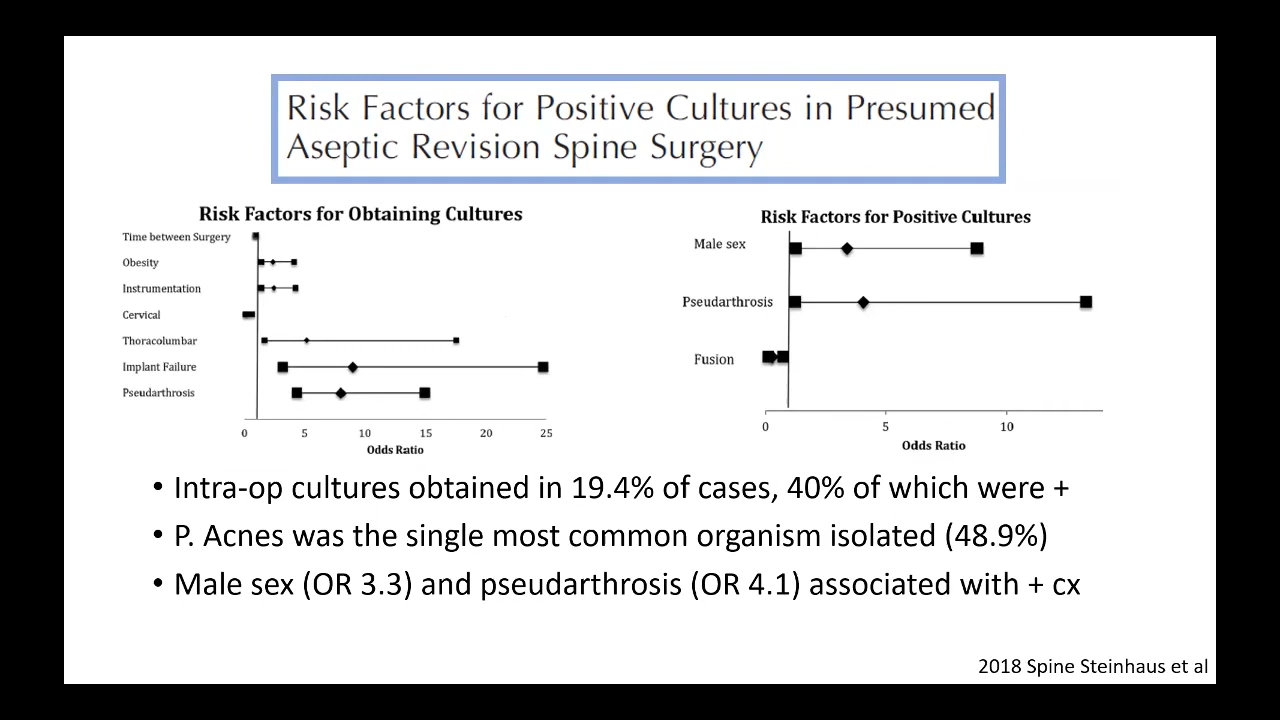 Risk Factors for Positive Cultures in Presumed
Aseptic Revision Spine Surgery
Risk Factors for Obtaining Cultures
Time between Surgery
Obesity
Instrumentation
Cervical
Thoracolumbar
Implant Failure
Pseudarthrosis
0 5 10 15 20 25
Odds Ratio
Risk Factors for Positive Cultures
Male sex
Pseudarthrosis
Fusion
0 5 10
Odds Ratio
• Intra-op cultures obtained in 19.4% of cases, 40% of which were +
• P. Acnes was the single most common organism isolated (48.9%)
• Male sex (OR 3.3) and pseudarthrosis (OR 4.1) associated with + cx
2018 Spine Steinhaus et al